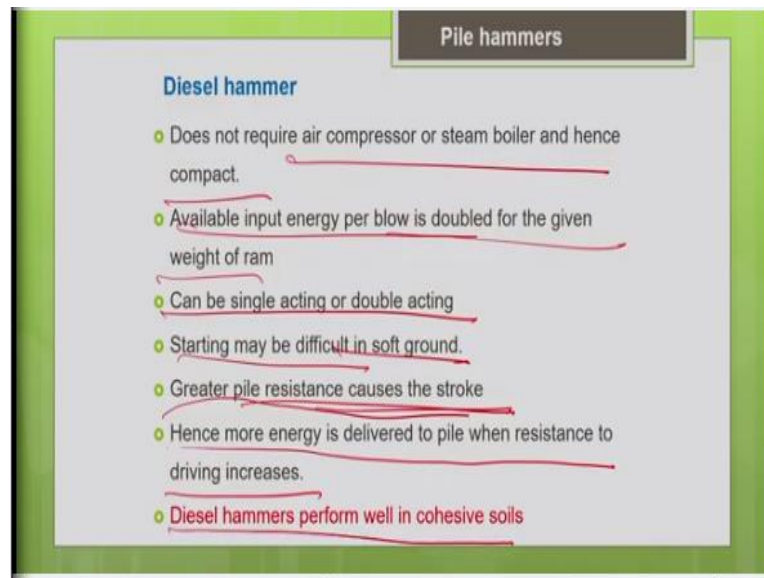 Pile hammers
Diesel hammer
Does not require air compressor or steam boiler and hence
compact.
Available input energy per blow is doubled for the given
weight of ram
Can be single acting or double acting
Starting may be difficult in soft ground.
Greater pile resistance causes the stroke
Hence more energy is delivered to pile when resistance to
driving increases.
Diesel hammers perform well in cohesive soils